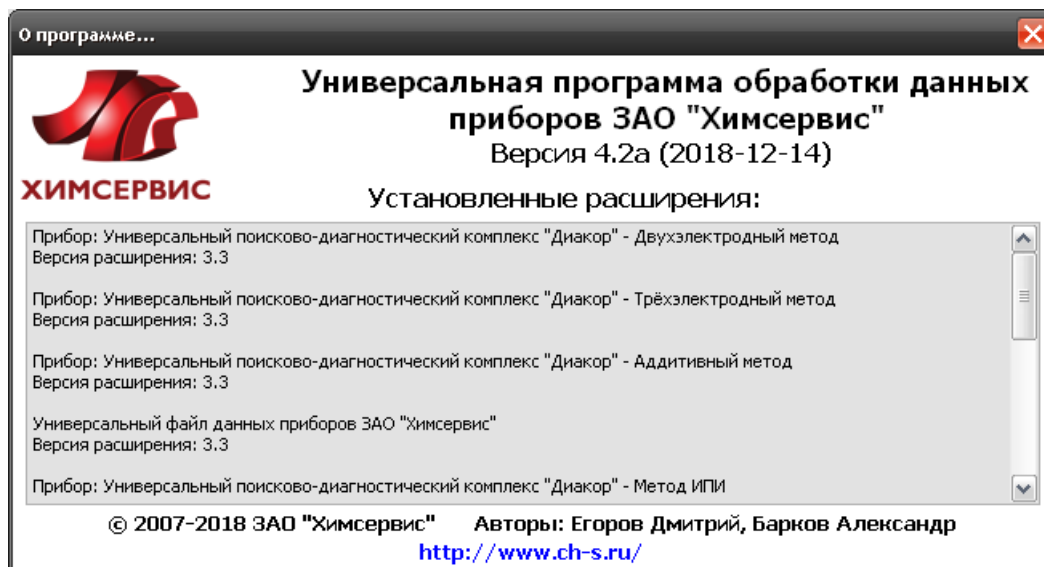 О программе...
Универсальная программа обработки данных
приборов ЗАО "Химсервис"
Версия 4.2a (2018-12-14)
ХИМСЕРВИС
Установленные расширения:
Прибор: Универсальный поисково-диагностический комплекс "Диакор" - Двухэлектродный метод
Версия расширения: 3.3
Прибор: Универсальный поисково-диагностический комплекс "Диакор" - Трёхэлектродный метод
Версия расширения: 3.3
Прибор: Универсальный поисково-диагностический комплекс "Диакор" - Аддитивный метод
Версия расширения: 3.3
Универсальный файл данных приборов ЗАО "Химсервис"
Версия расширения: 3.3
Прибор: Универсальный поисково-диагностический комплекс "Диакор" - Метод ИПИ
© 2007-2018 ЗАО "Химсервис" Авторы: Егоров Дмитрий, Барков Александр
http://www.ch-s.ru/